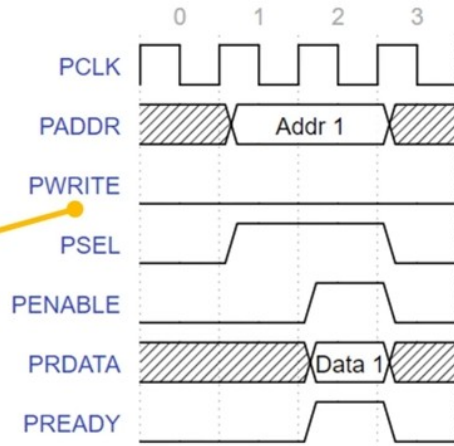 0 1 2 3
PCLK
PADDR Addr 1
PWRITE
PSEL
PENABLE
PRDATA Data 1
PREADY